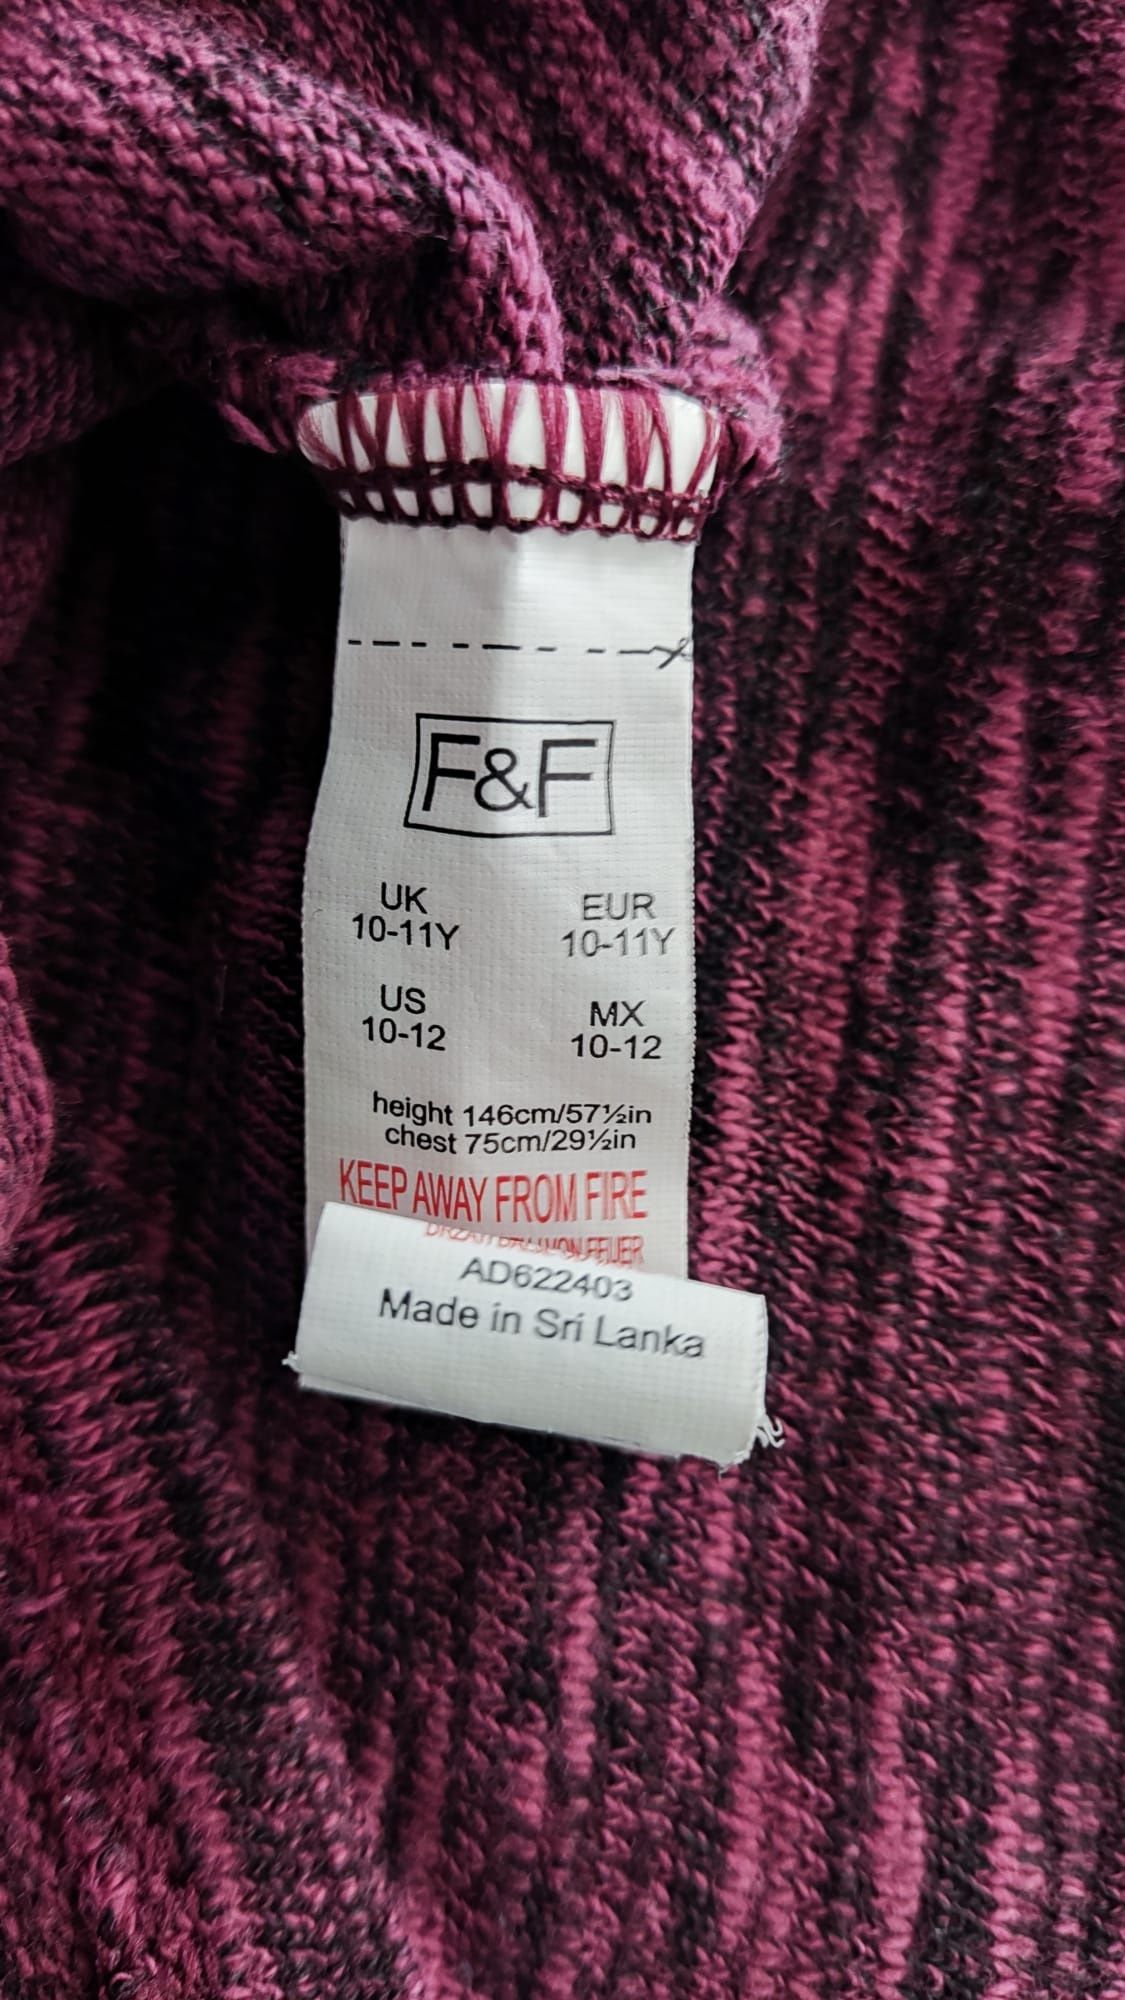 F&F
UK EUR
10-11Y 10-11Y
US MX
10-12 10-12
height 146cm/57½in
chest 75cm/29½in
KEEP AWAY FROM FIRE
AD622403
Made in Sri Lanka